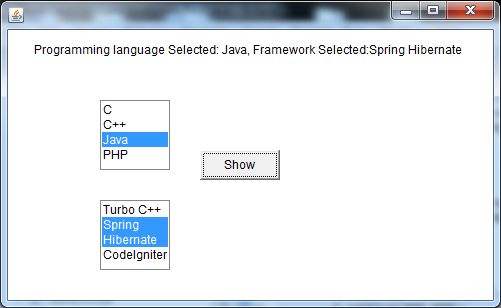 Programming language Selected: Java, Framework Selected:Spring Hibernate
C
C++
Java
PHP
Show
Turbo C++
Spring
Hibernate
CodeIgniter